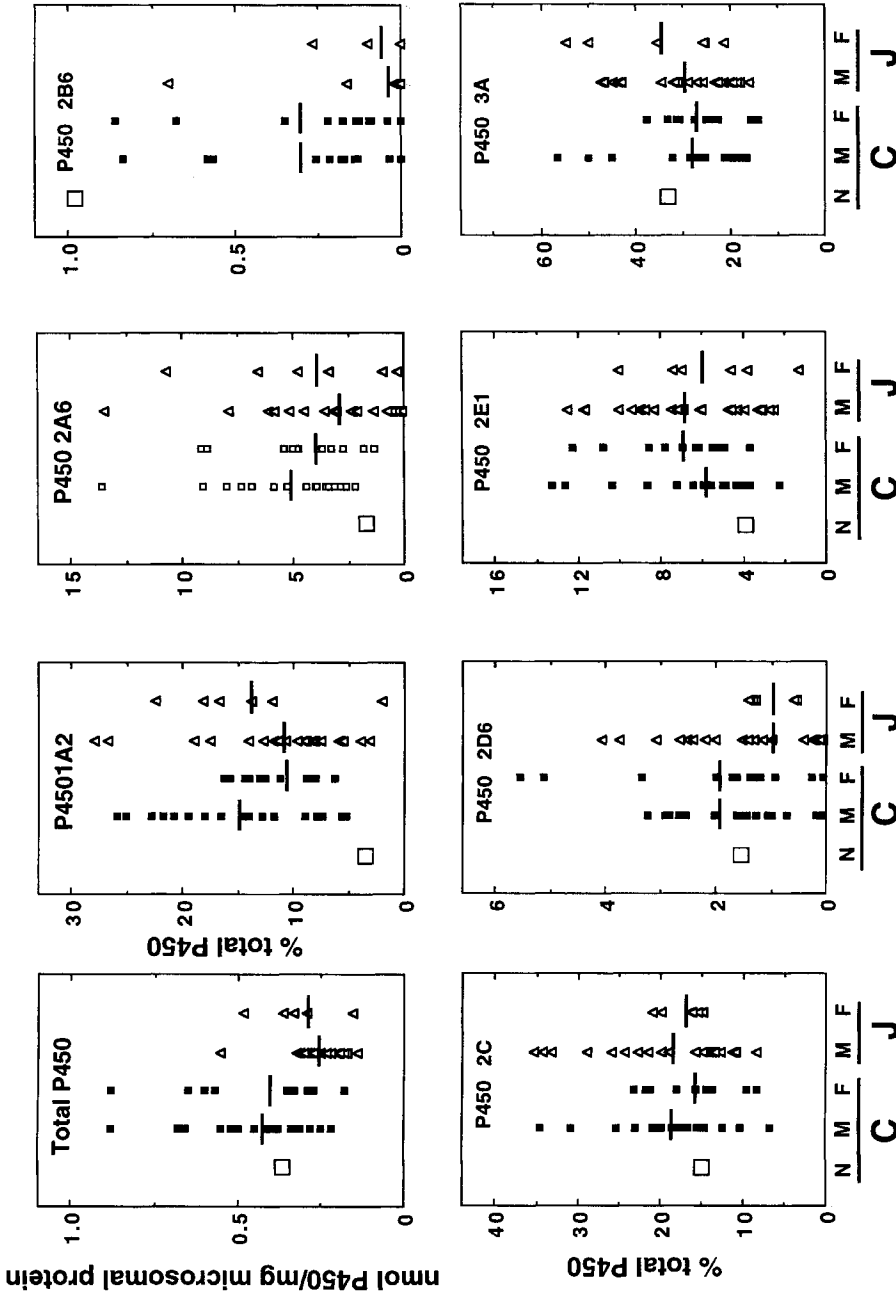 nmol P450/mg microsomal protein
Total P450
1.0
0.5
0
% total P450
P4501A2
30
20
10
0
P450 2A6
15
10
5
0
P450 2B6
1.0
0.5
0
% total P450
P450 2C
40
30
20
10
0
N M F M F
C J
P450 2D6
6
4
2
0
N M F M F
C J
P450 2E1
16
12
8
4
0
N M F M F
C J
P450 3A
60
40
20
0
N M F M F
C J